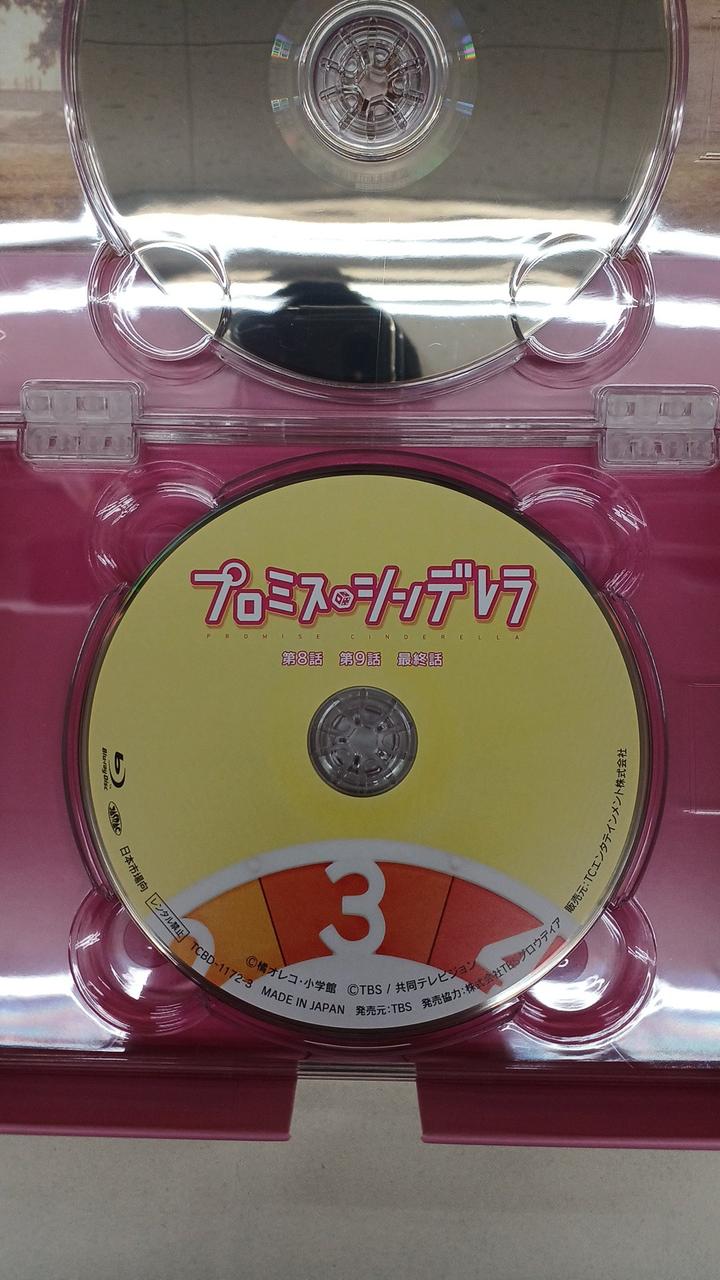 プロミス・シンデレラ
PROMISE CINDERELLA
第8話 第9話 最終話
Blu-ray Disc
JASRAC
日本市場向
レンタル禁止
TCBD-1172-3
3
©橘オレコ・小学館 ©TBS / 共同テレビジョン
MADE IN JAPAN 発売元:TBS 発売協力:株式会社TBSグロウディア
販売元:TCエンタテインメント株式会社